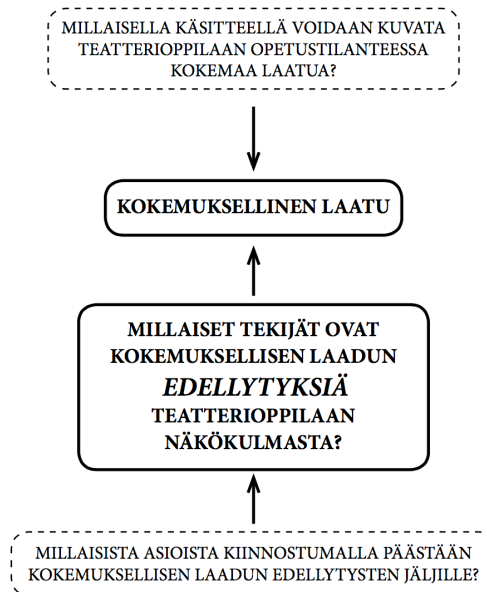 MILLAISELLA KÄSITTEELLÄ VOIDAAN KUVATA
TEATTERIOPPILAAN OPETUSTILANTEESSA
KOKEMAA LAATUA?
KOKEMUKSELLINEN LAATU
MILLAISET TEKIJÄT OVAT
KOKEMUKSELLISEN LAADUN
EDELLYTYKSIÄ
TEATTERIOPPILAAN
NÄKÖKULMASTA?
MILLAISISTA ASIOISTA KIINNOSTUMALLA PÄÄSTÄÄN
KOKEMUKSELLISEN LAADUN EDELLYTYSTEN JÄLJILLE?